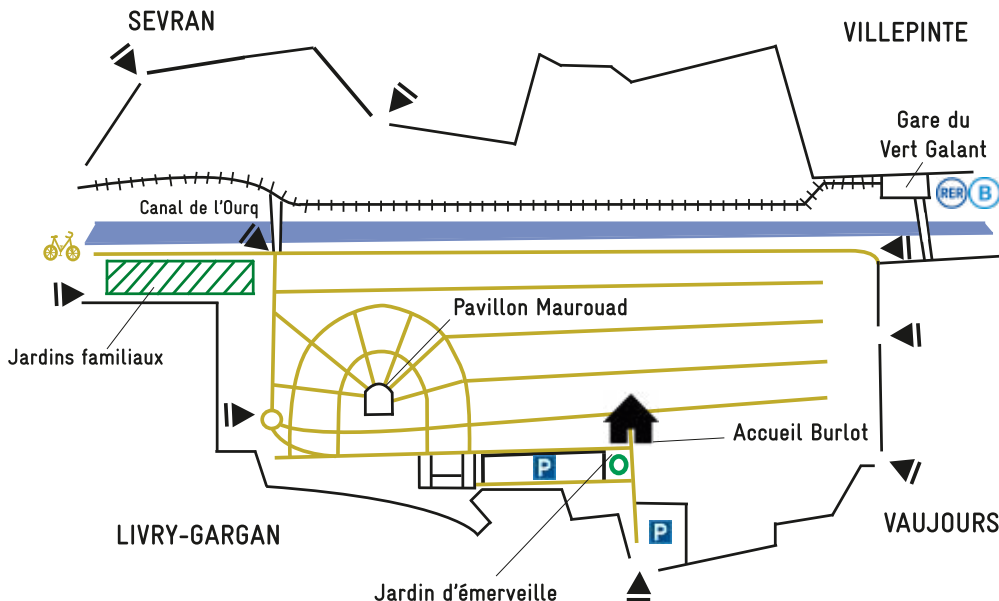 SEVRAN
VILLEPINTE
Gare du
Vert Galant
RER B
Canal de l'Ourq
Pavillon Maurouad
Jardins familiaux
Accueil Burlot
P
P
LIVRY-GARGAN
VAUJOURS
Jardin d'émerveille